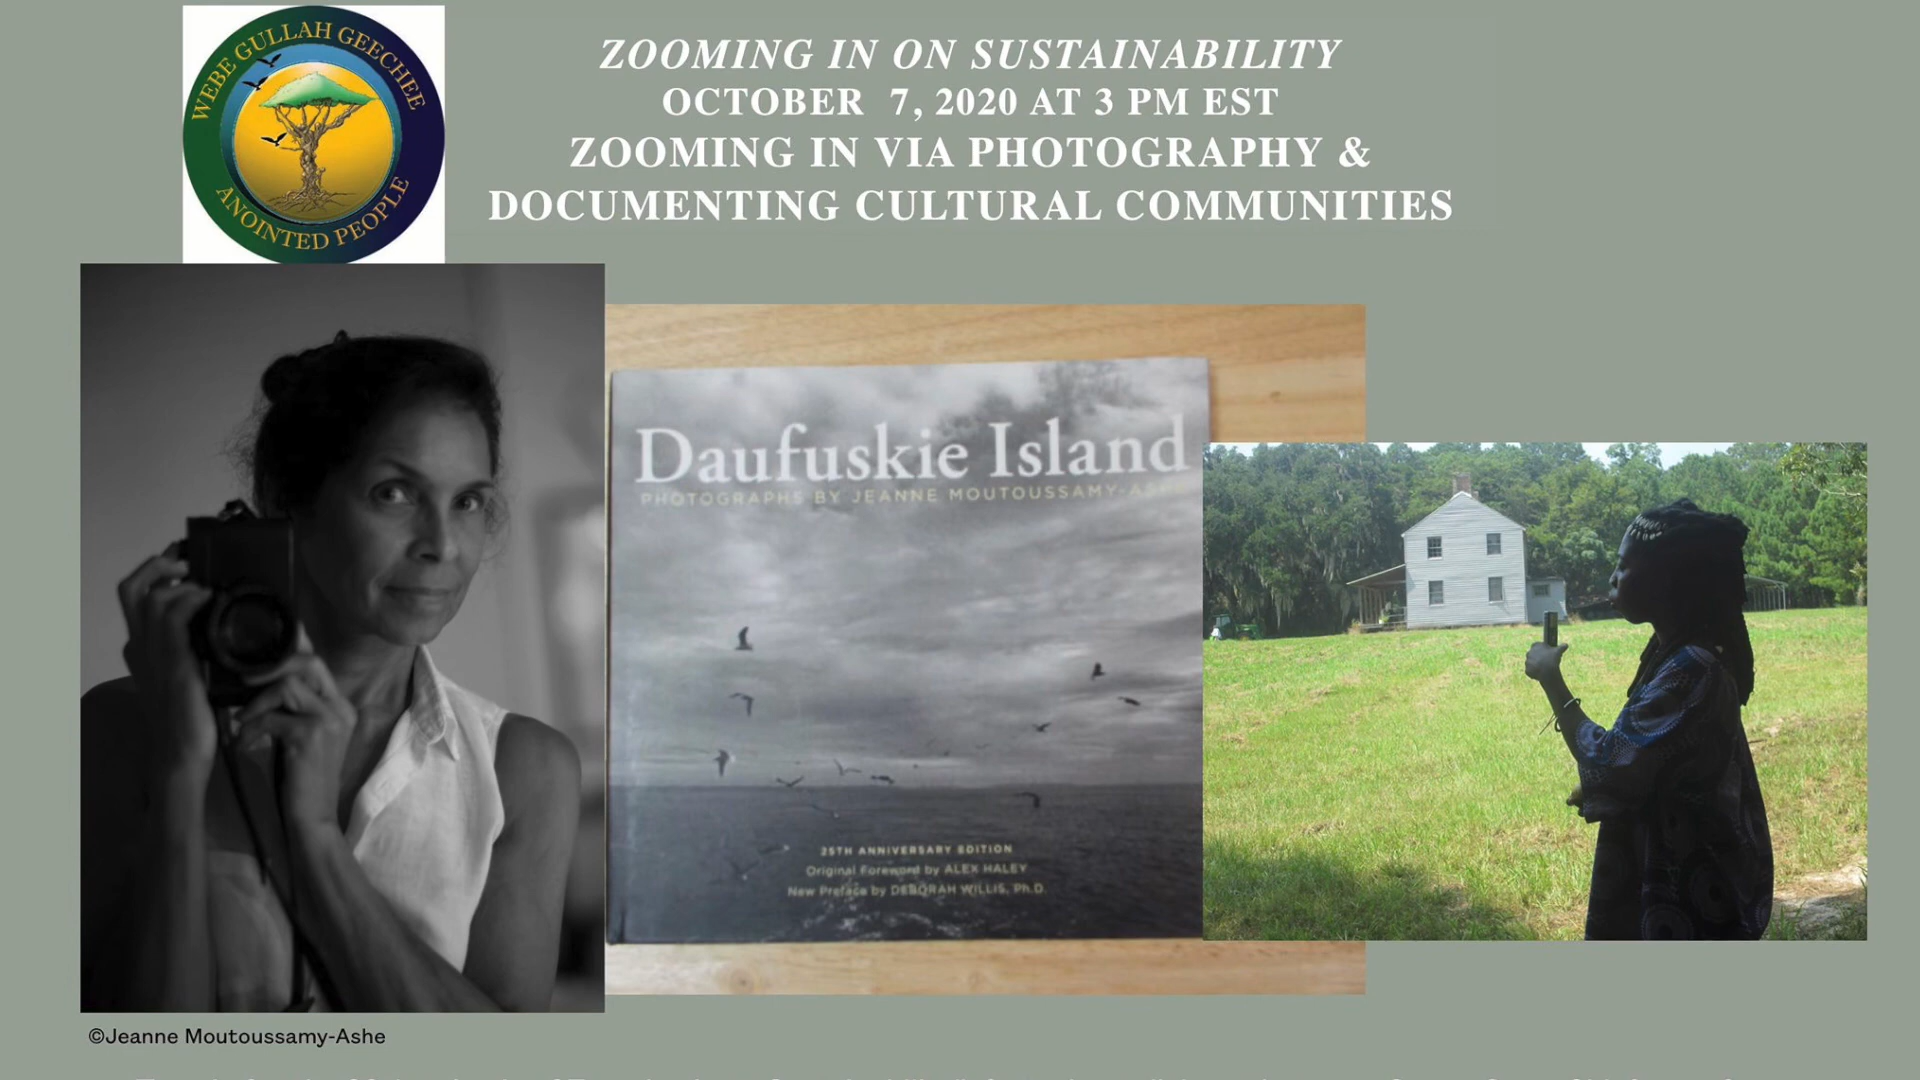 WEBE GULLAH GEECHEE
ANOINTED PEOPLE
ZOOMING IN ON SUSTAINABILITY
OCTOBER 7, 2020 AT 3 PM EST
ZOOMING IN VIA PHOTOGRAPHY &
DOCUMENTING CULTURAL COMMUNITIES
Daufuskie Island
PHOTOGRAPHS BY JEANNE MOUTOUSSAMY-ASHE
25TH ANNIVERSARY EDITION
Original Foreword by ALEX HALEY
New Preface by DEBORAH WILLIS, Ph.D.
©Jeanne Moutoussamy-Ashe